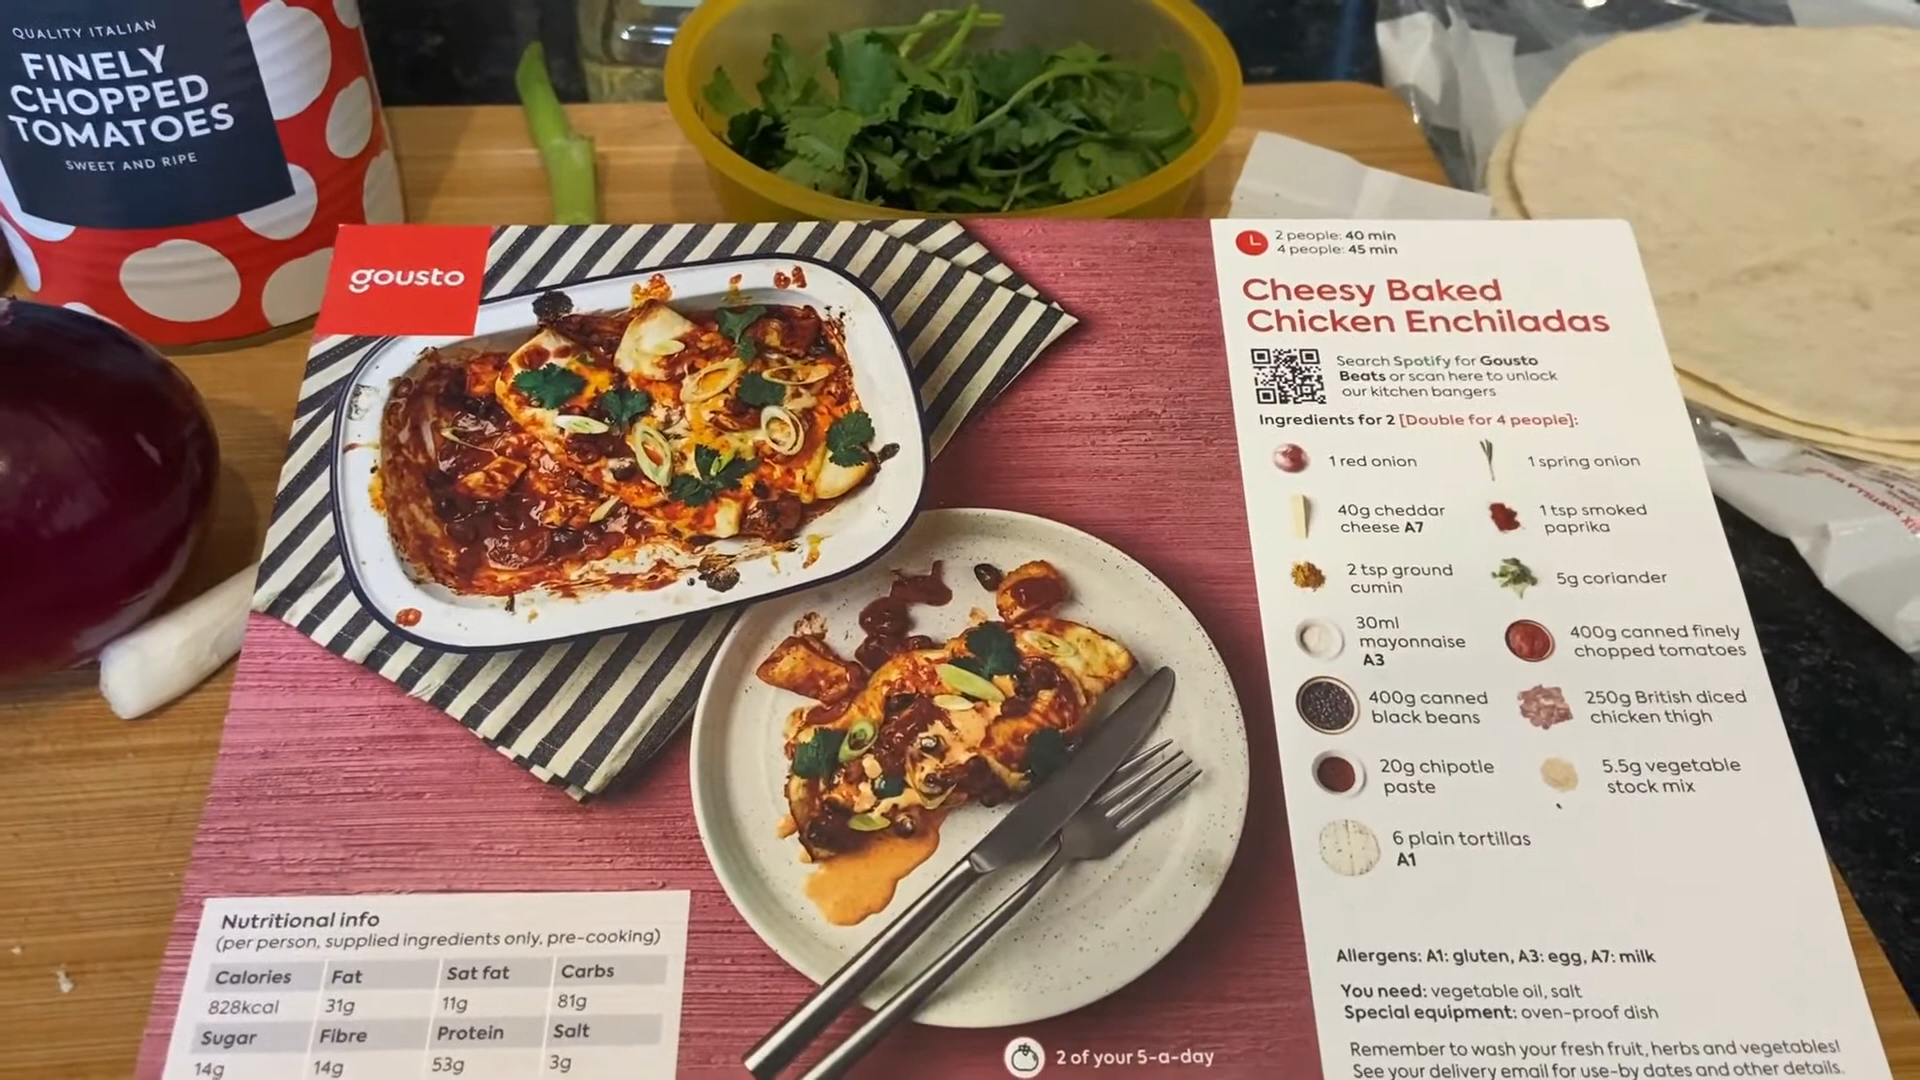 QUALITY ITALIAN
FINELY
CHOPPED
TOMATOES
SWEET AND RIPE
gousto
2 people: 40 min
4 people: 45 min
Cheesy Baked
Chicken Enchiladas
Search Spotify for Gousto
Beats or scan here to unlock
our kitchen bangers
Ingredients for 2 [Double for 4 people]:
1 red onion
1 spring onion
40g cheddar
cheese A7
1 tsp smoked
paprika
2 tsp ground
cumin
5g coriander
30ml
mayonnaise
A3
400g canned finely
chopped tomatoes
400g canned
black beans
250g British diced
chicken thigh
20g chipotle
paste
5.5g vegetable
stock mix
6 plain tortillas
A1
Allergens: A1: gluten, A3: egg, A7: milk
You need: vegetable oil, salt
Special equipment: oven-proof dish
Remember to wash your fresh fruit, herbs and vegetables!
See your delivery email for use-by dates and other details.
Nutritional info
(per person, supplied ingredients only, pre-cooking)
Calories Fat Sat fat Carbs
828kcal 31g 11g 81g
Sugar Fibre Protein Salt
14g 14g 53g 3g
2 of your 5-a-day